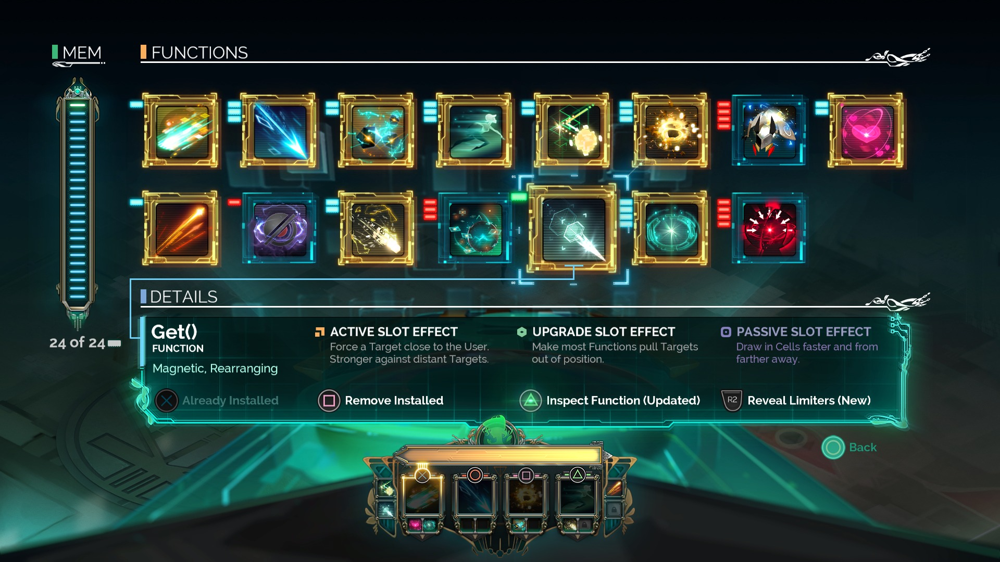 MEM
FUNCTIONS
DETAILS
24 of 24
Get()
FUNCTION
Magnetic, Rearranging
ACTIVE SLOT EFFECT
Force a Target close to the User.
Stronger against distant Targets.
UPGRADE SLOT EFFECT
Make most Functions pull Targets
out of position.
PASSIVE SLOT EFFECT
Draw in Cells faster and from
farther away.
Already Installed
Remove Installed
Inspect Function (Updated)
R2
Reveal Limiters (New)
Back